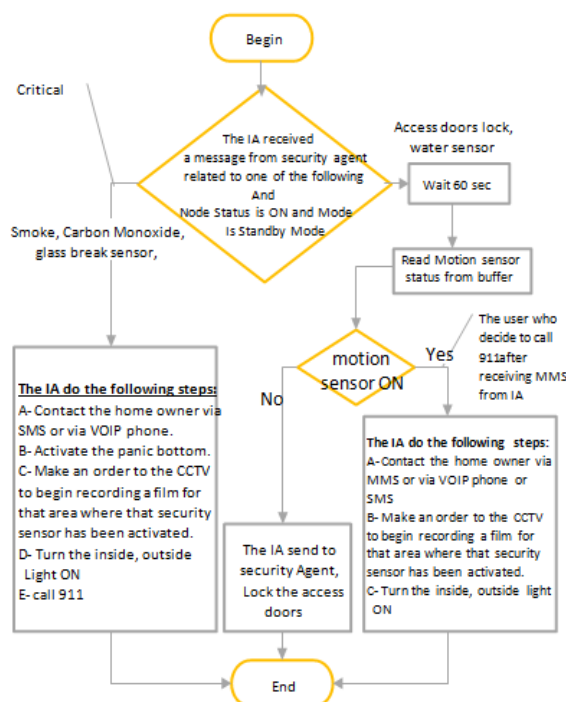 Begin
Critical
The IA received
a message from security agent
related to one of the following
And
Node Status is ON and Mode
Is Standby Mode
Access doors lock,
water sensor
Wait 60 sec
Smoke, Carbon Monoxide,
glass break sensor,
Read Motion sensor
status from buffer
motion
sensor ON
Yes
No
The user who
decide to call
911after
receiving MMS
from IA
The IA do the following steps:
A- Contact the home owner via
SMS or via VOIP phone.
B- Activate the panic bottom.
C- Make an order to the CCTV
to begin recording a film for
that area where that security
sensor has been activated.
D- Turn the inside, outside
Light ON
E- call 911
The IA send to
security Agent,
Lock the access
doors
The IA do the following steps:
A-Contact the home owner via
MMS or via VOIP phone or
SMS
B- Make an order to the CCTV
to begin recording a film for
that area where that security
sensor has been activated.
C- Turn the inside, outside light
ON
End